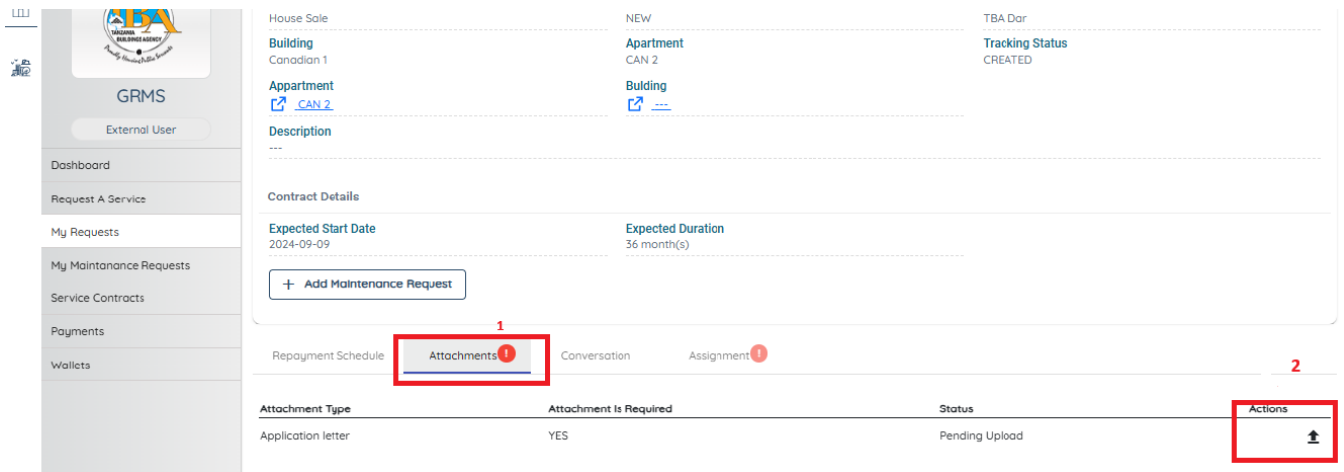 House Sale NEW TBA Dar
Building Apartment Tracking Status
Canadian 1 CAN 2 CREATED
TANZANIA
BUILDINGS AGENCY
Appartment Bulding
CAN 2 ---
GRMS
External User
Description
---
Dashboard
Request A Service
Contract Details
My Requests
Expected Start Date Expected Duration
2024-09-09 36 month(s)
My Maintanance Requests
+ Add Maintenance Request
Service Contracts
Payments
1
Wallets
Repayment Schedule Attachments ! Conversation Assignment !
2
Attachment Type Attachment Is Required Status Actions
Application letter YES Pending Upload